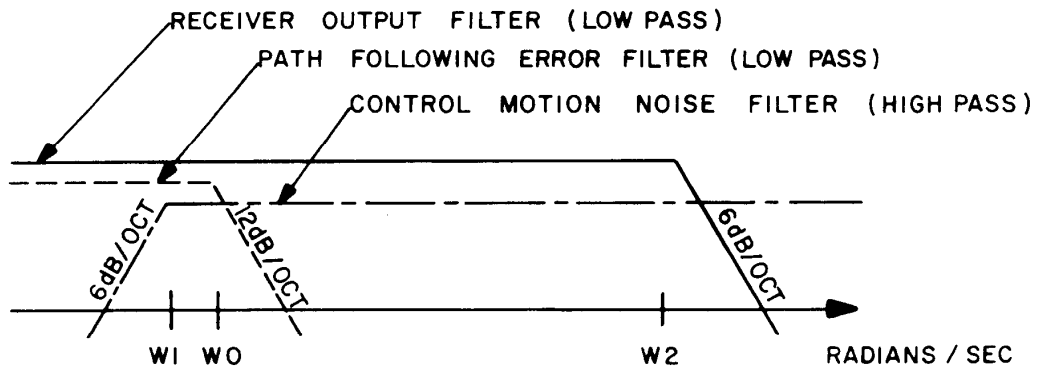 RECEIVER OUTPUT FILTER (LOW PASS)
PATH FOLLOWING ERROR FILTER (LOW PASS)
CONTROL MOTION NOISE FILTER (HIGH PASS)
6dB/OCT
12dB/OCT
6dB/OCT
W1
W0
W2
RADIANS / SEC